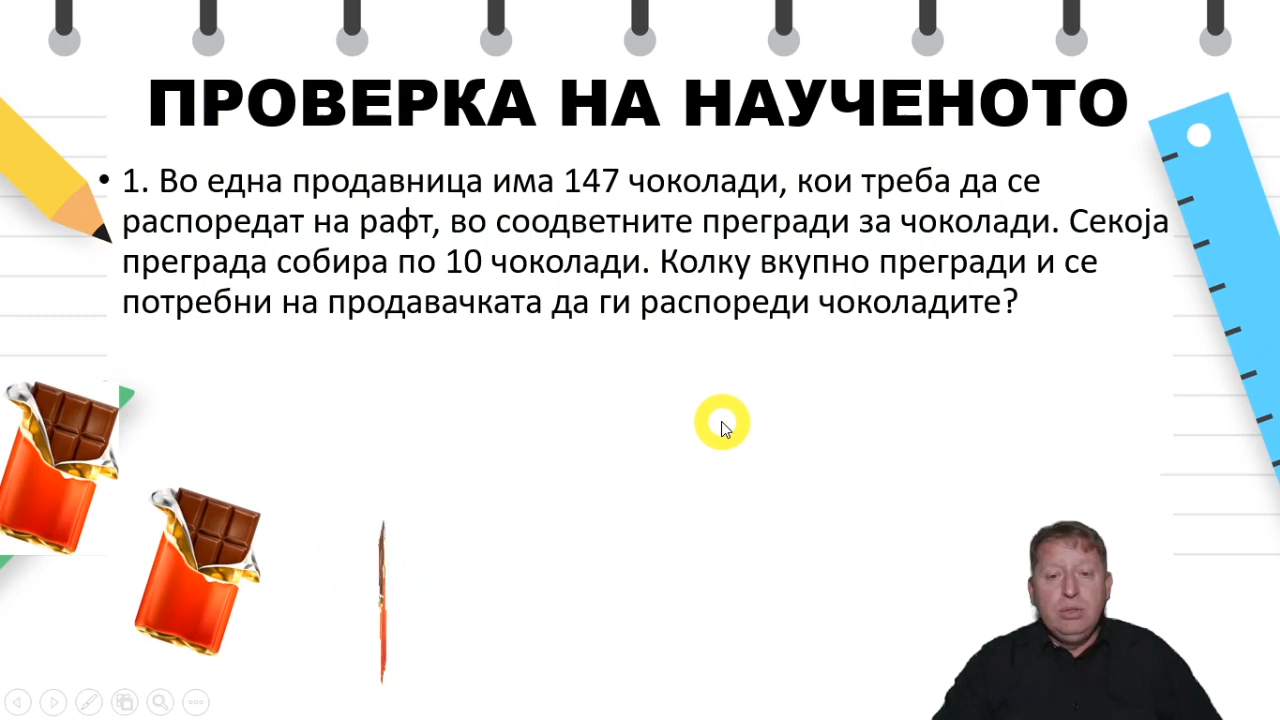 ПРОВЕРКА НА НАУЧЕНОТО
• 1. Во една продавница има 147 чоколади, кои треба да се
распоредат на рафт, во соодветните прегради за чоколади. Секоја
преграда собира по 10 чоколади. Колку вкупно прегради и се
потребни на продавачката да ги распореди чоколадите?